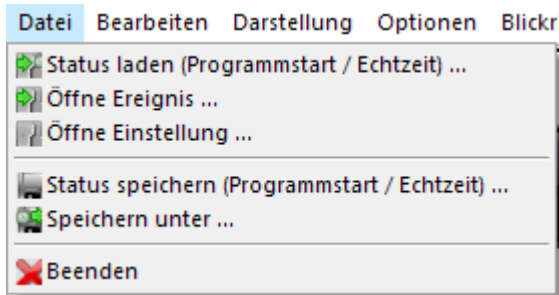 Datei Bearbeiten Darstellung Optionen Blickr
Status laden (Programmstart / Echtzeit) ...
Öffne Ereignis ...
Öffne Einstellung ...
Status speichern (Programmstart / Echtzeit) ...
Speichern unter ...
Beenden